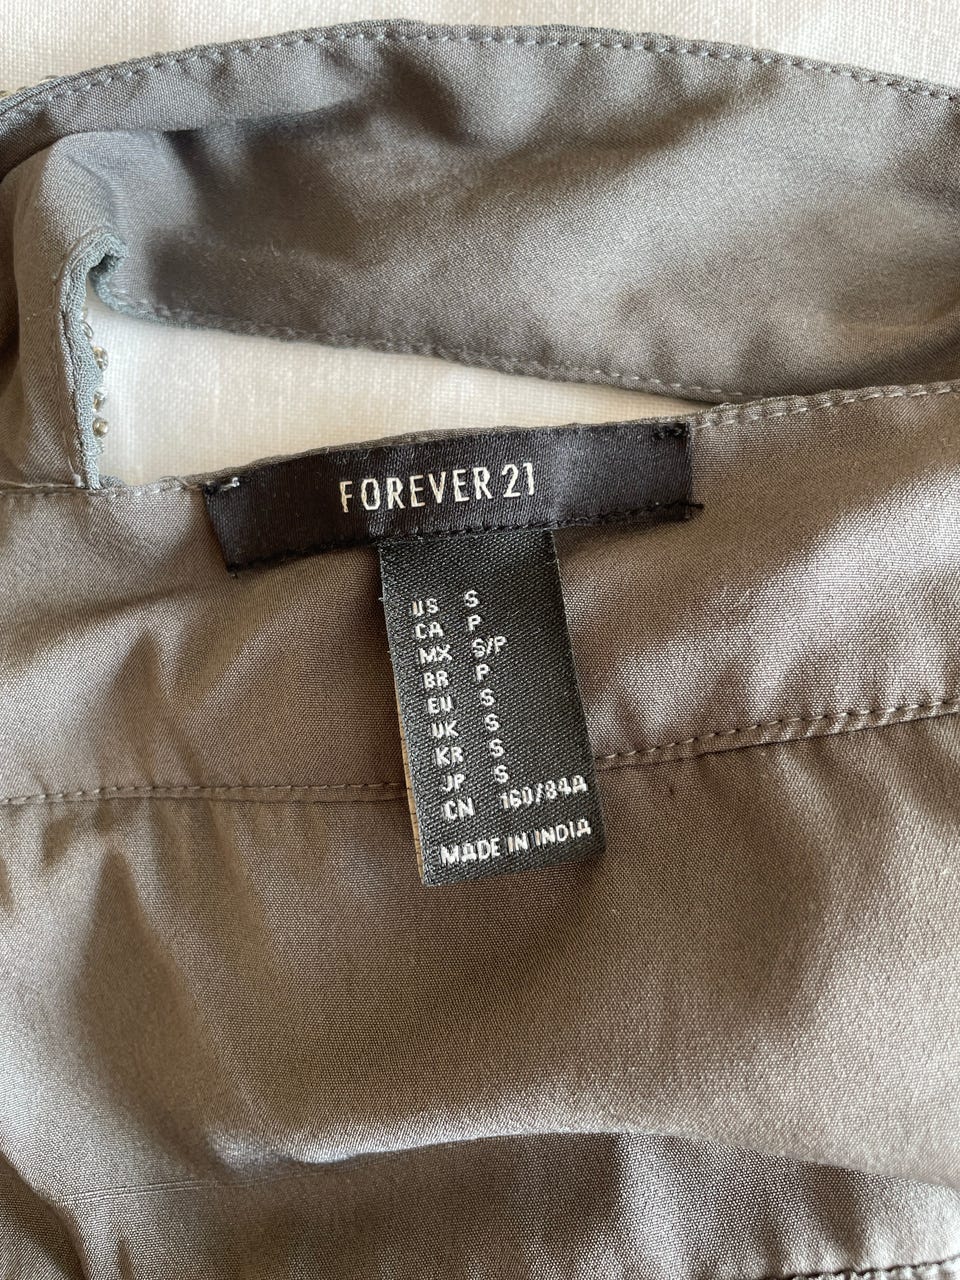 FOREVER 21
US S
CA P
MX S/P
BR P
EU S
UK S
KR S
JP S
CN 160/84A
MADE IN INDIA